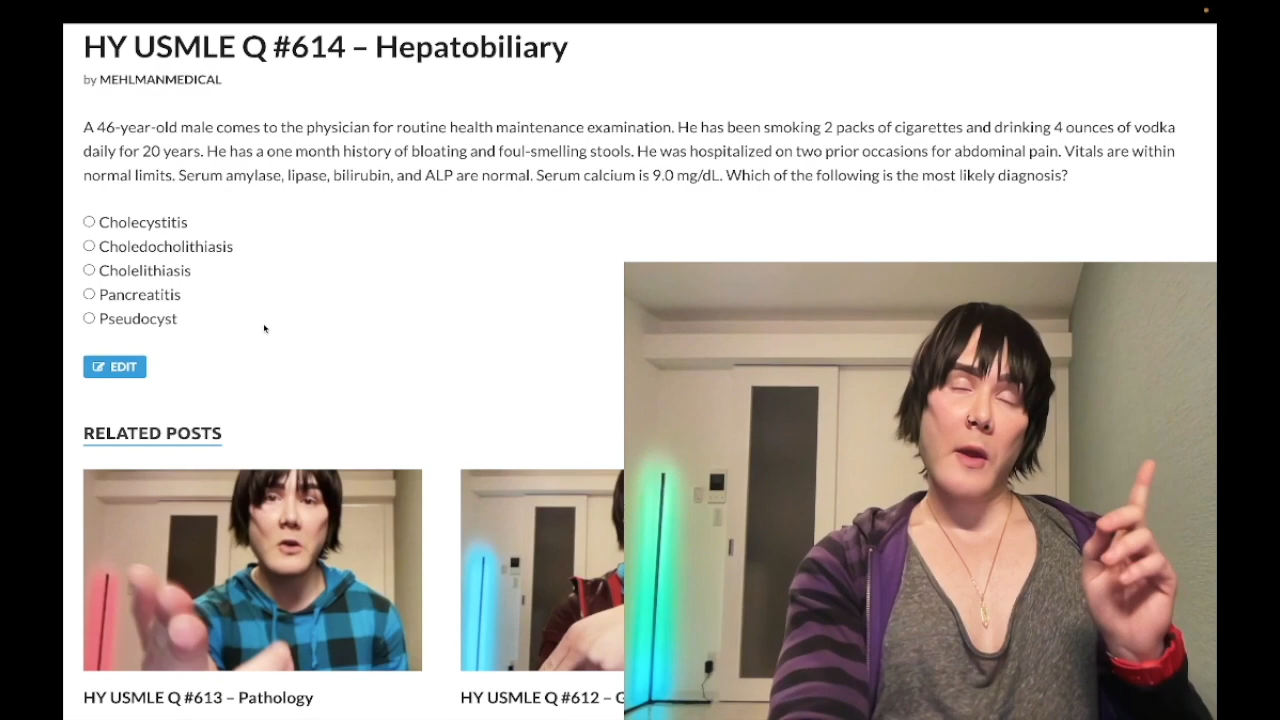 HY USMLE Q #614 – Hepatobiliary
by MEHLMANMEDICAL
A 46-year-old male comes to the physician for routine health maintenance examination. He has been smoking 2 packs of cigarettes and drinking 4 ounces of vodka
daily for 20 years. He has a one month history of bloating and foul-smelling stools. He was hospitalized on two prior occasions for abdominal pain. Vitals are within
normal limits. Serum amylase, lipase, bilirubin, and ALP are normal. Serum calcium is 9.0 mg/dL. Which of the following is the most likely diagnosis?
Cholecystitis
Choledocholithiasis
Cholelithiasis
Pancreatitis
Pseudocyst
EDIT
RELATED POSTS
HY USMLE Q #613 – Pathology
HY USMLE Q #612 –